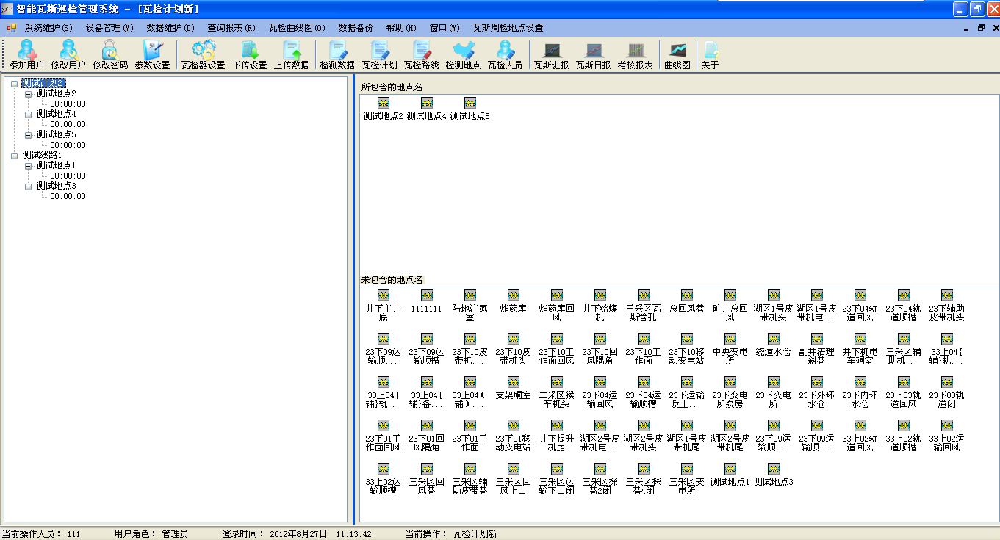 智能瓦斯巡检管理系统 - [瓦检计划新]
系统维护(S) 设备管理(M) 数据维护(D) 查询报表(R) 瓦检曲线图(O) 数据备份 帮助(H) 窗口(W) 瓦斯周检地点设置
添加用户 修改用户 修改密码 参数设置 瓦检器设置 下传设置 上传数据 检测数据 瓦检计划 瓦检路线 检测地点 瓦检人员 瓦斯班报 瓦斯日报 考核报表 曲线图 关于
测试计划2
测试地点2
00:00:00
测试地点4
00:00:00
测试地点5
00:00:00
测试线路1
测试地点1
00:00:00
测试地点3
00:00:00
所包含的地点名
测试地点2 测试地点4 测试地点5
未包含的地点名
井下主井 1111111 陆地注氮 炸药库 炸药库回 井下给煤 三采区瓦 总回风巷 矿井总回 湖区1号皮 湖区1号皮 23下04轨 23下04轨 23下辅助
底 室 风 机 斯管孔 风 带机头 带机电... 道回风 道顺槽 皮带机头
23下09运 23下09运 23下10皮 23下10皮 23下10工 23下10回 23下10工 23下10移 中央变电 绕道水仓 副井清理 井下机电 三采区辅 33上04{
输顺... 输顺槽 带机... 带机头 作面回风 风隅角 作面 动变电站 所 斜巷 车硐室 助机... 辅}轨...
33上04{ 33上04{ 33上04( 支架硐室 二采区猴 23下04运 23下04运 23下运输 23下变电 23下变电 23下外环 23下内环 23下03轨 23下03轨
辅}轨... 辅}备... 辅)... 车机头 输回风 输顺槽 反上... 所泵房 所 水仓 水仓 道回风 道闭
23下01工 23下01回 23下01工 23下01移 井下提升 湖区2号皮 湖区2号皮 湖区1号皮 湖区2号皮 23下09运 23下09运 33上02轨 33上02轨 33上02运
作面回风 风隅角 作面 动变电站 机房 带机电... 带机头 带机尾 带机尾 输顺... 输顺... 道回风 道顺槽 输回风
33上02运 三采区回 三采区辅 三采区回 三采区运 三采区探 三采区探 三采区变 测试地点1 测试地点3
输顺槽 风巷 助皮带巷 风上山 输下山闭 巷2闭 巷4闭 电所
当前操作人员: 111 用户角色: 管理员 登录时间: 2012年8月27日 11:13:42 当前操作: 瓦检计划新